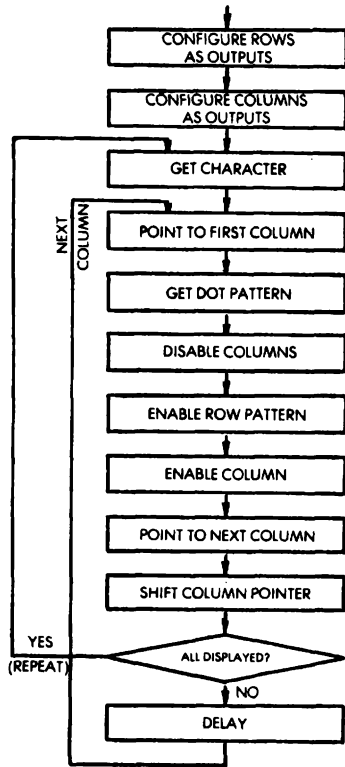 CONFIGURE ROWS
AS OUTPUTS
CONFIGURE COLUMNS
AS OUTPUTS
GET CHARACTER
NEXT
COLUMN
POINT TO FIRST COLUMN
GET DOT PATTERN
DISABLE COLUMNS
ENABLE ROW PATTERN
ENABLE COLUMN
POINT TO NEXT COLUMN
SHIFT COLUMN POINTER
YES
(REPEAT)
ALL DISPLAYED?
NO
DELAY